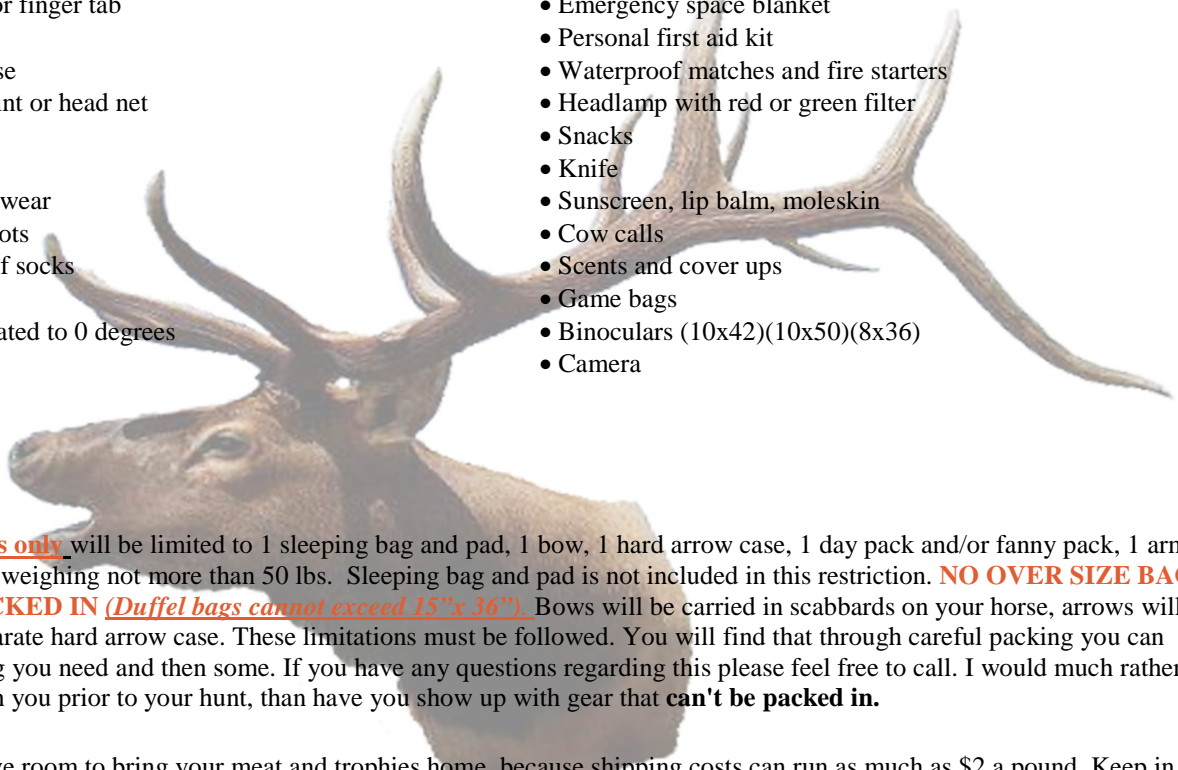 or finger tab
• Emergency space blanket
• Personal first aid kit
se
• Waterproof matches and fire starters
int or head net
• Headlamp with red or green filter
• Snacks
• Knife
wear
• Sunscreen, lip balm, moleskin
ots
• Cow calls
f socks
• Scents and cover ups
• Game bags
ated to 0 degrees
• Binoculars (10x42)(10x50)(8x36)
• Camera
s only will be limited to 1 sleeping bag and pad, 1 bow, 1 hard arrow case, 1 day pack and/or fanny pack, 1 arm
weighing not more than 50 lbs. Sleeping bag and pad is not included in this restriction. NO OVER SIZE BAG
CKED IN (Duffel bags cannot exceed 15”x 36”). Bows will be carried in scabbards on your horse, arrows will
arate hard arrow case. These limitations must be followed. You will find that through careful packing you can
g you need and then some. If you have any questions regarding this please feel free to call. I would much rather
n you prior to your hunt, than have you show up with gear that can't be packed in.
ve room to bring your meat and trophies home, because shipping costs can run as much as $2 a pound. Keep in